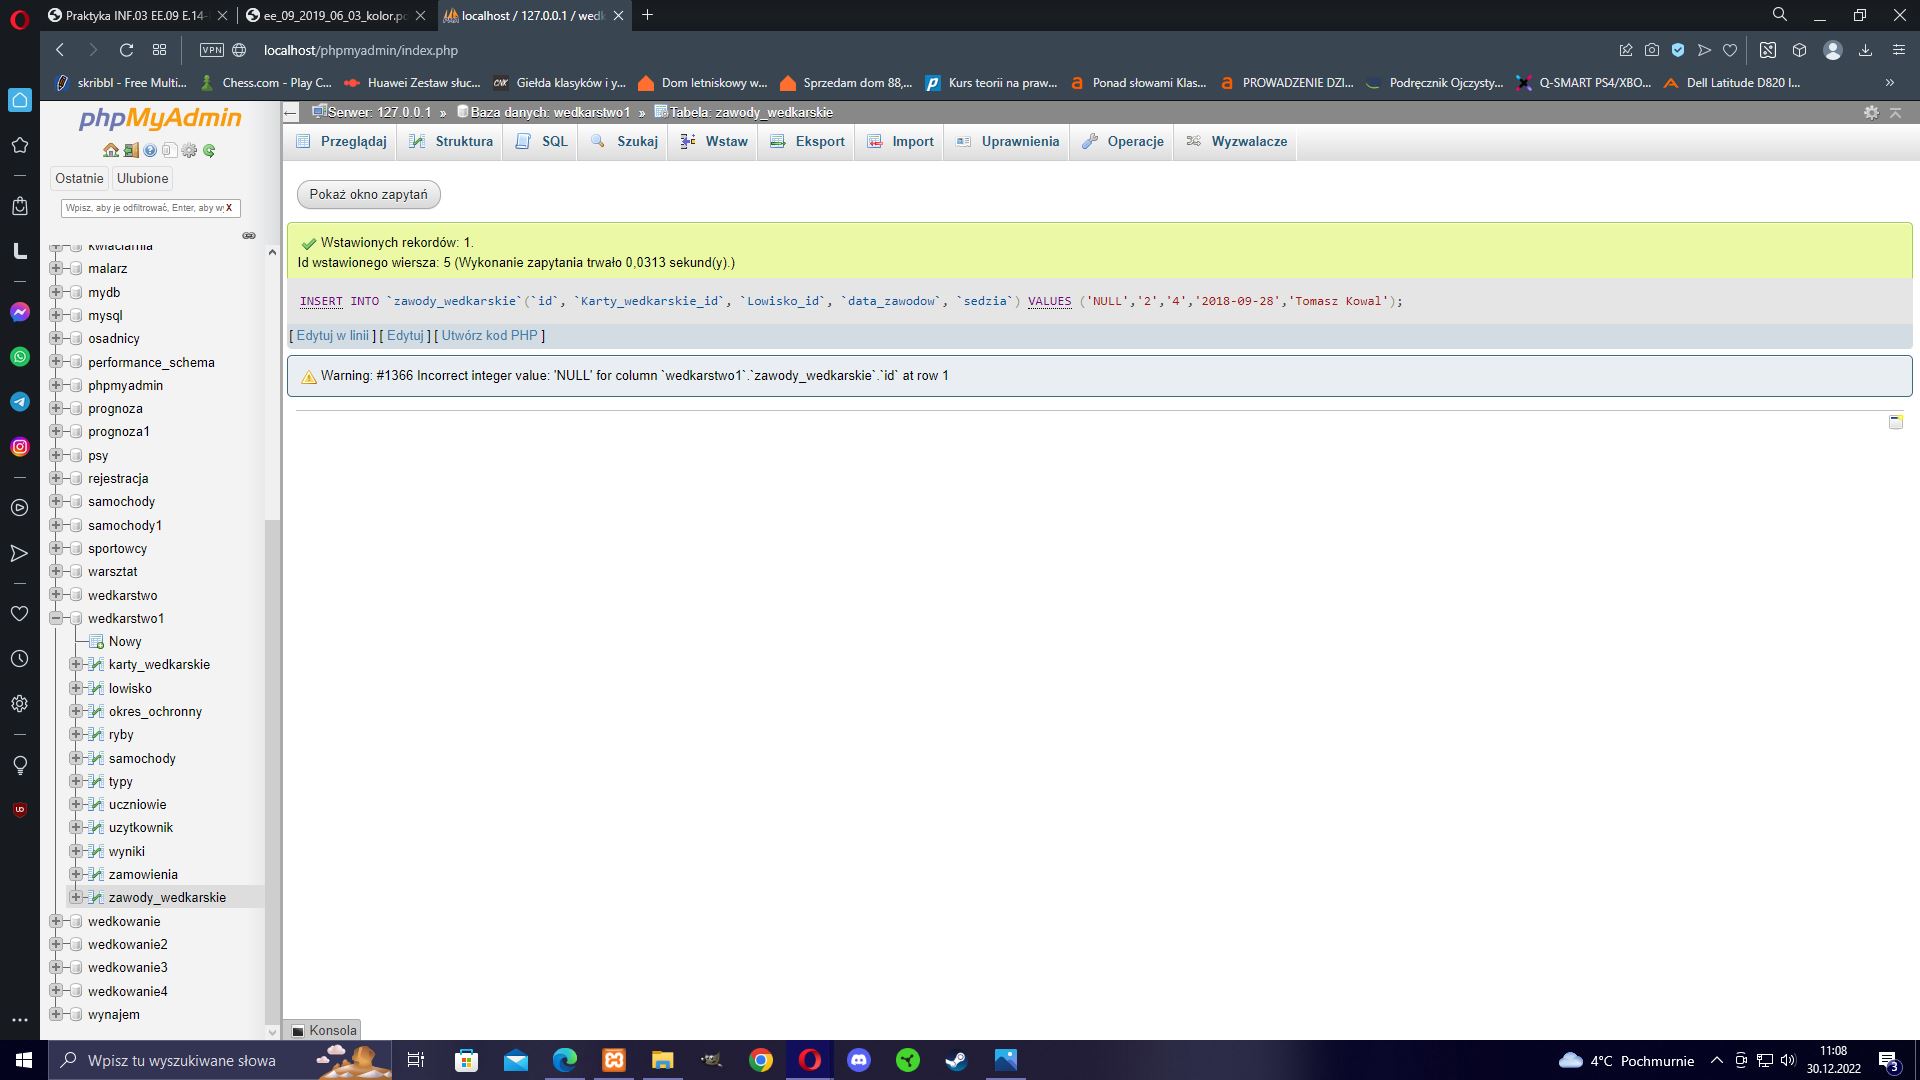 Praktyka INF.03 EE.09 E.14-
ee_09_2019_06_03_kolor.pd
localhost / 127.0.0.1 / wedk
VPN
localhost/phpmyadmin/index.php
skribbl - Free Multi...
Chess.com - Play C...
Huawei Zestaw słuc...
Giełda klasyków i y...
Dom letniskowy w...
Sprzedam dom 88,...
Kurs teorii na praw...
Ponad słowami Klas...
PROWADZENIE DZI...
Podręcznik Ojczysty...
Q-SMART PS4/XBO...
Dell Latitude D820 I...
phpMyAdmin
Serwer: 127.0.0.1 » Baza danych: wedkarstwo1 » Tabela: zawody_wedkarskie
Przeglądaj
Struktura
SQL
Szukaj
Wstaw
Eksport
Import
Uprawnienia
Operacje
Wyzwalacze
Ostatnie
Ulubione
Wpisz, aby je odfiltrować, Enter, aby wy X
kwiaciarnia
malarz
mydb
mysql
osadnicy
performance_schema
phpmyadmin
prognoza
prognoza1
psy
rejestracja
samochody
samochody1
sportowcy
warsztat
wedkarstwo
wedkarstwo1
Nowy
karty_wedkarskie
lowisko
okres_ochronny
ryby
samochody
typy
uczniowie
uzytkownik
wyniki
zamowienia
zawody_wedkarskie
wedkowanie
wedkowanie2
wedkowanie3
wedkowanie4
wynajem
Pokaż okno zapytań
Wstawionych rekordów: 1.
Id wstawionego wiersza: 5 (Wykonanie zapytania trwało 0,0313 sekund(y).)
INSERT INTO `zawody_wedkarskie`(`id`, `Karty_wedkarskie_id`, `Lowisko_id`, `data_zawodow`, `sedzia`) VALUES ('NULL','2','4','2018-09-28','Tomasz Kowal');
[ Edytuj w linii ] [ Edytuj ] [ Utwórz kod PHP ]
Warning: #1366 Incorrect integer value: 'NULL' for column `wedkarstwo1`.`zawody_wedkarskie`.`id` at row 1
Konsola
Wpisz tu wyszukiwane słowa
4°C Pochmurnie
11:08
30.12.2022
3